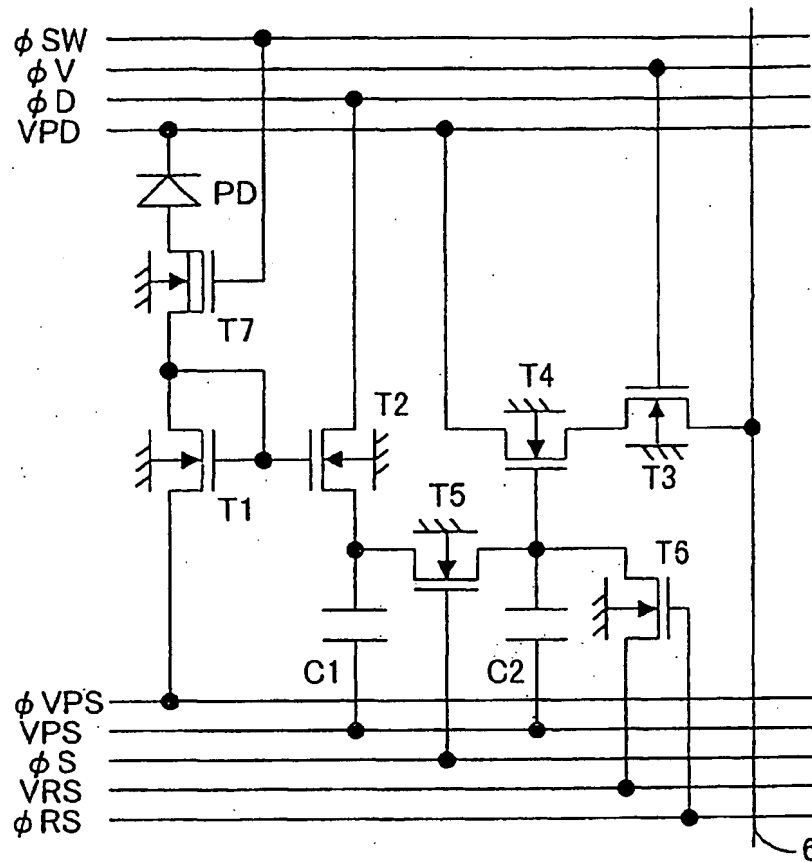 φSW
φV
φD
VPD
PD
T7
T4
T2
T3
T1
T5
T6
C1
C2
φVPS
VPS
φS
VRS
φRS
6